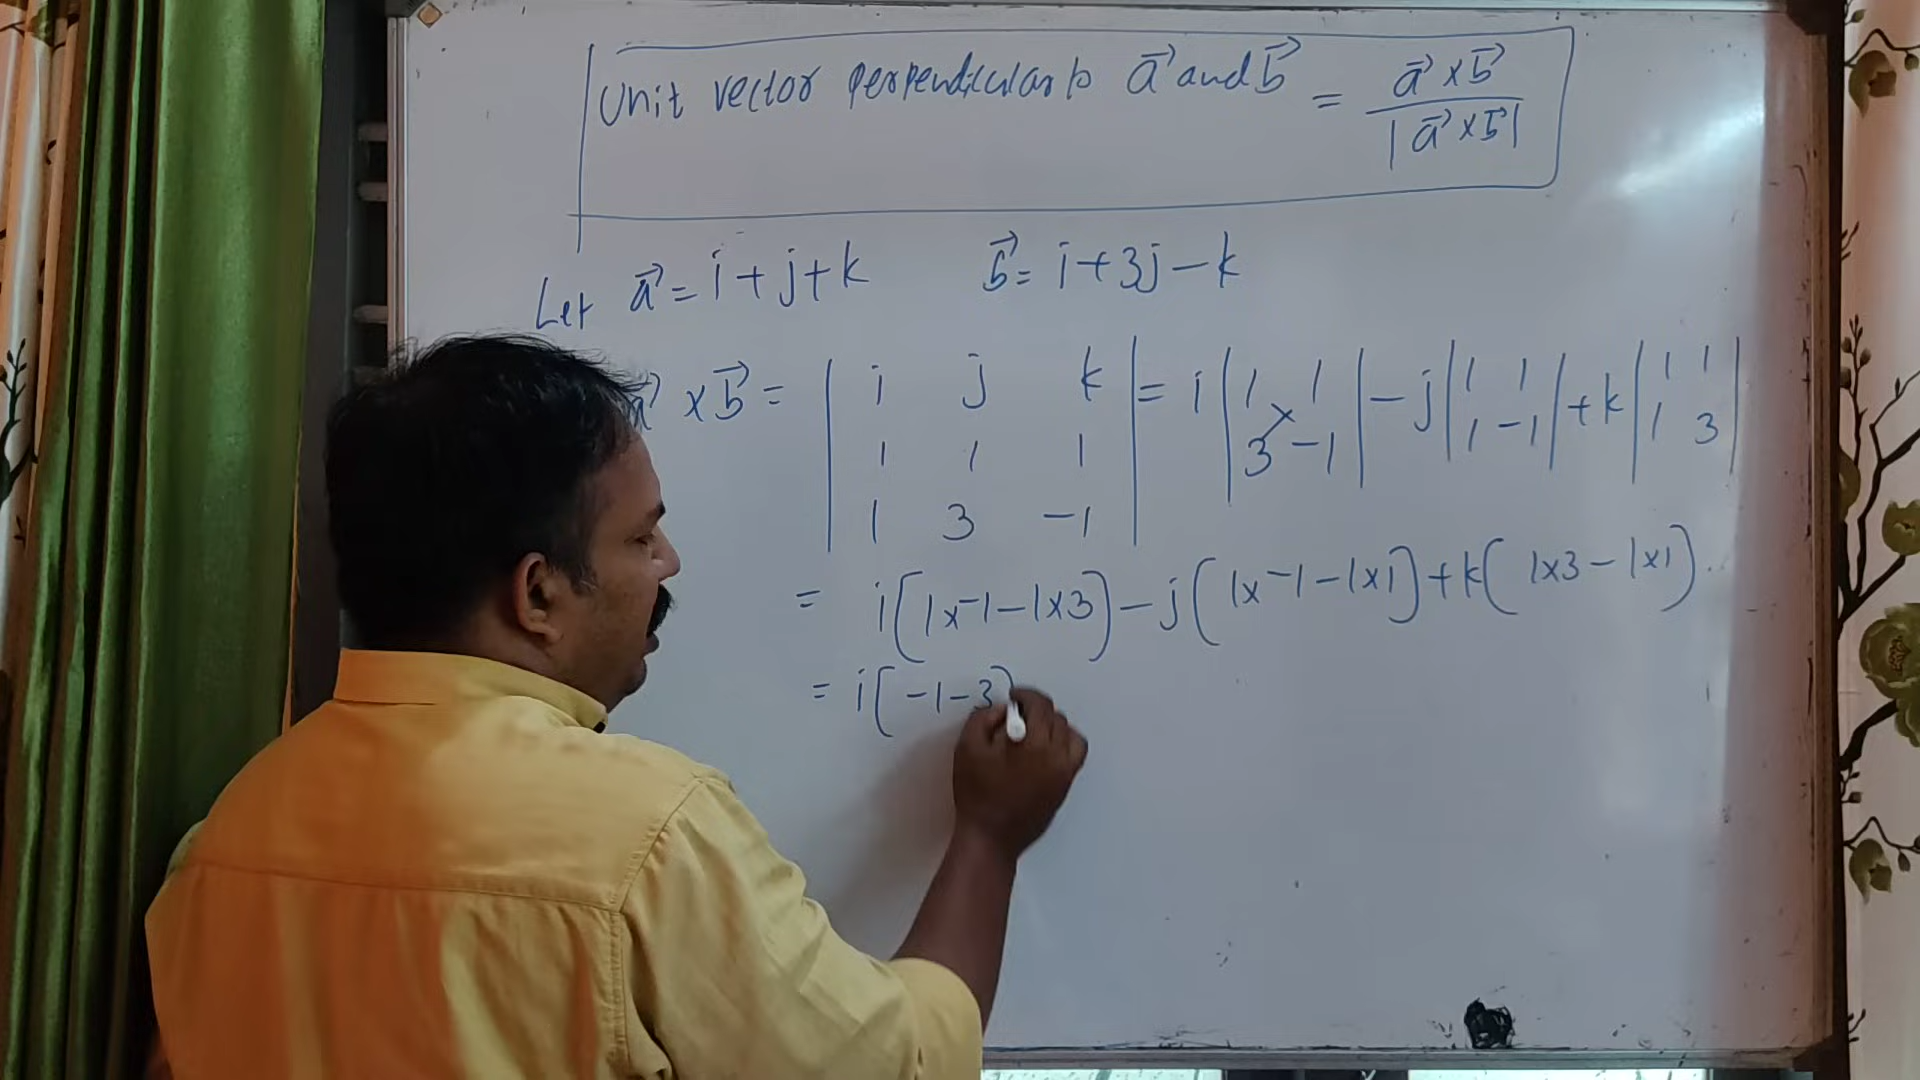 Unit vector perpendicular to a⃗ and b⃗ = a⃗ × b⃗ / |a⃗ × b⃗|
Let a⃗ = i + j + k b⃗ = i + 3j − k
a⃗ × b⃗ = | i j k | = i | 1 1 | − j | 1 1 | + k | 1 1 |
1 1 1 3 −1 1 −1 1 3
1 3 −1
= i(1×−1 − 1×3) − j(1×−1 − 1×1) + k(1×3 − 1×1)
= i(−1−3)